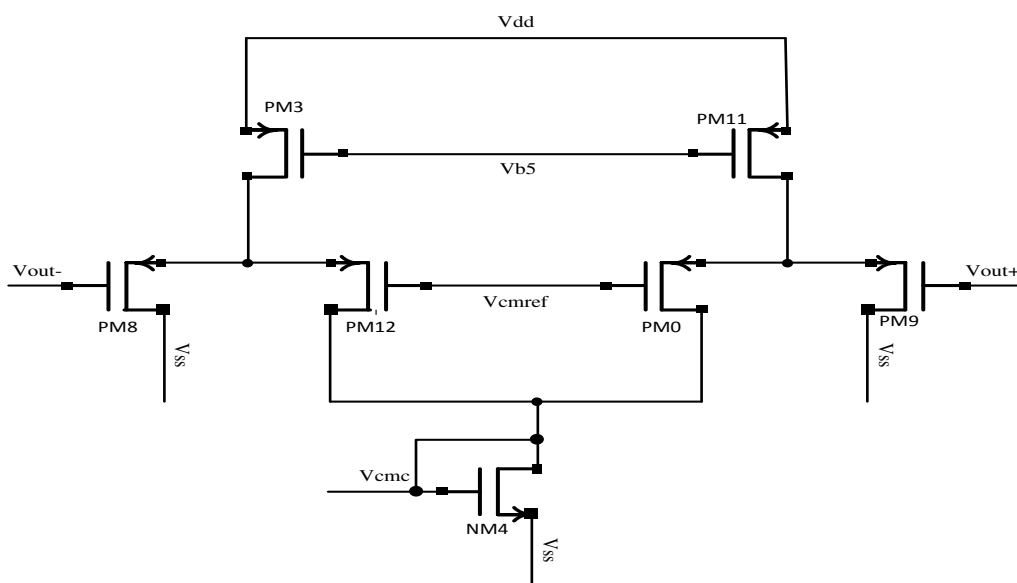 Vdd
PM3
PM11
Vb5
Vout-
Vcmref
Vout+
PM8
PM12
PM0
PM9
Vss
Vss
Vcmc
NM4
Vss